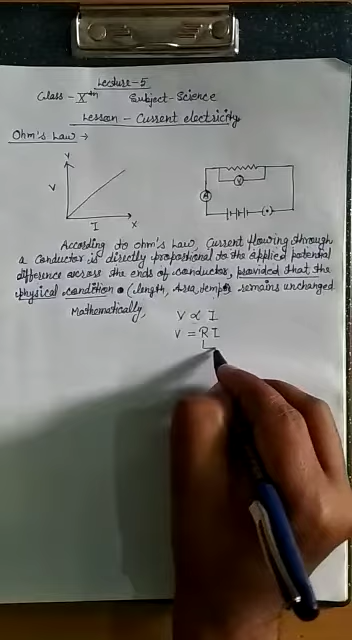 Lecture-5
Class-Xth Subject-Science
Lesson - Current electricity
Ohm's Law →
Y
V
I
X
V
A
According to ohm's Law, Current flowing through
a conductor is directly proportional to the applied potential
difference across the ends of conductor, provided that the
physical condition (length, Area, temp) remains unchanged
Mathematically,
V ∝ I
V = RI